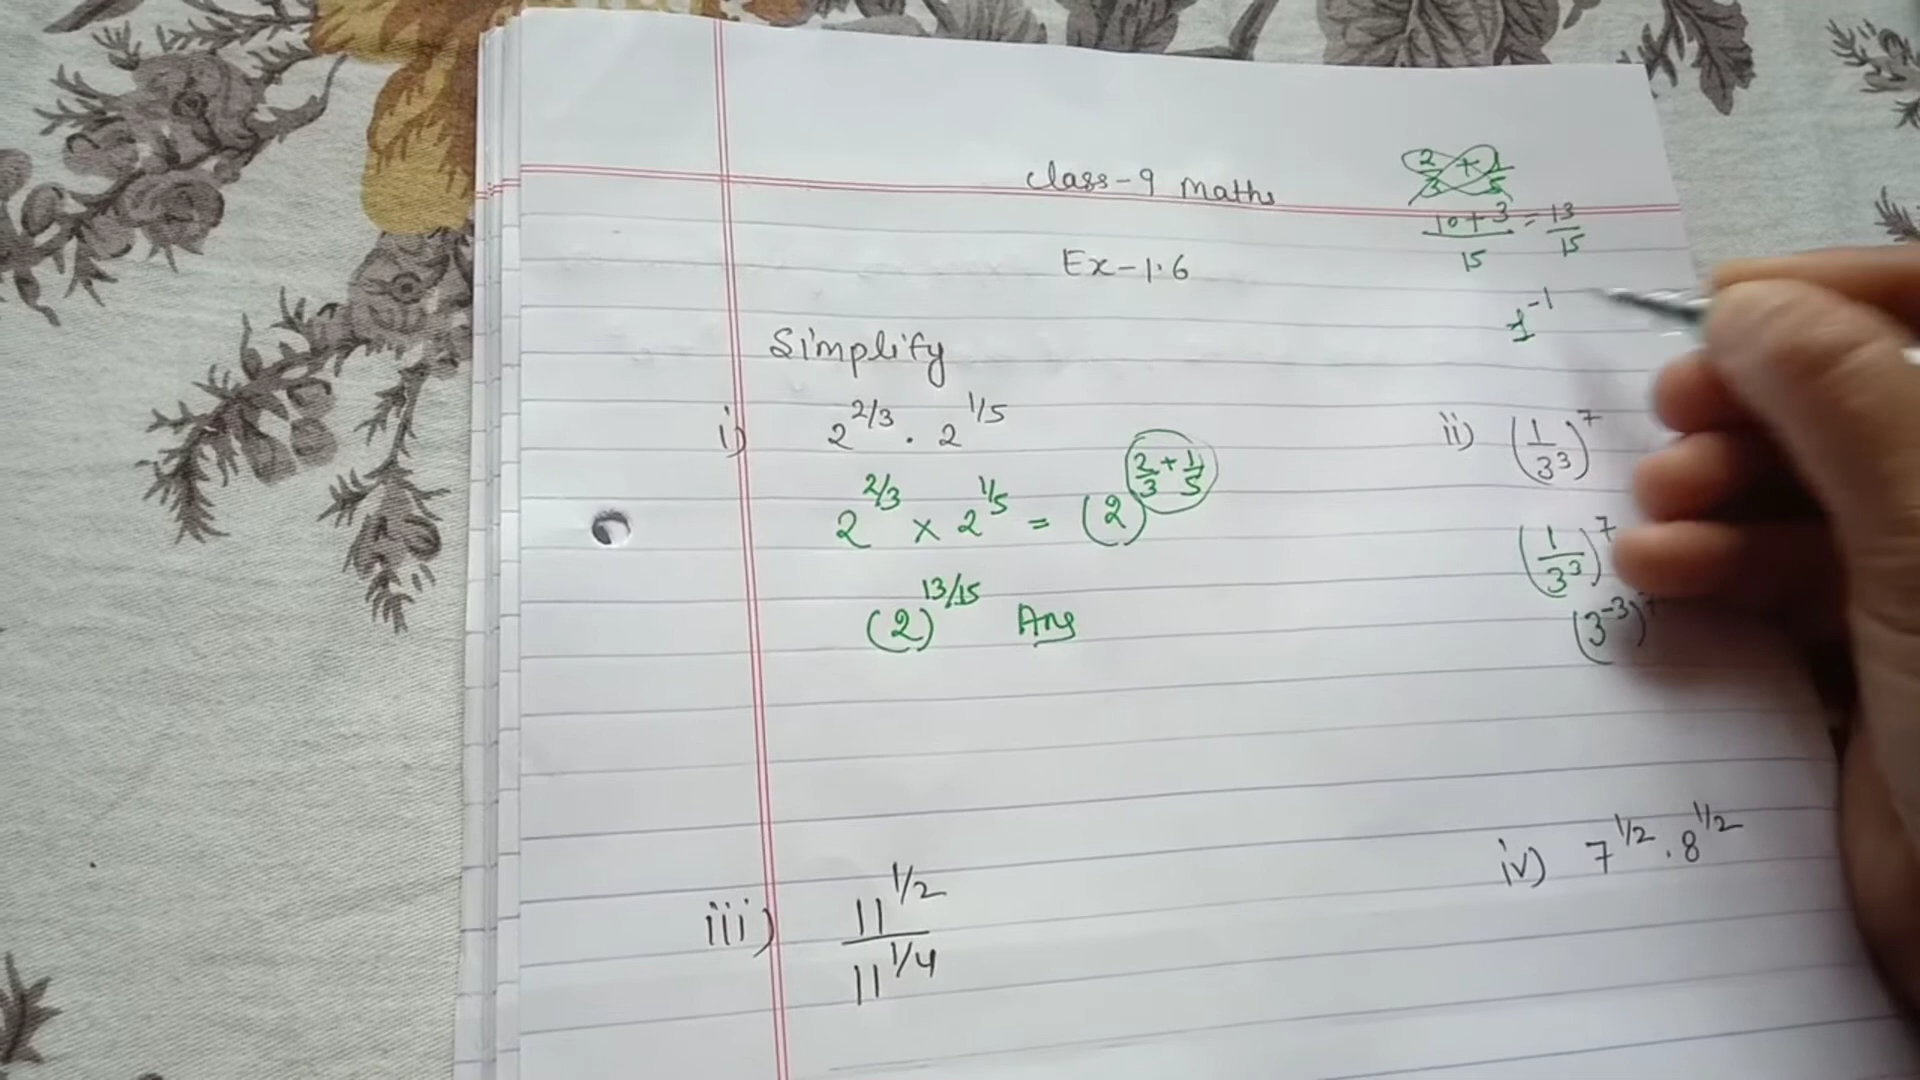 Class-9 Maths
2/3 + 1/5
10+3/15 = 13/15
Ex-1.6
1^-1
Simplify
i) 2^2/3 . 2^1/5
ii) (1/3^3)^7
2^2/3 × 2^1/5 = (2)^2/3 + 1/5
(1/3^3)^7
(2)^13/15 Ans
(3^-3)^7
iii) 11^1/2 / 11^1/4
iv) 7^1/2 . 8^1/2